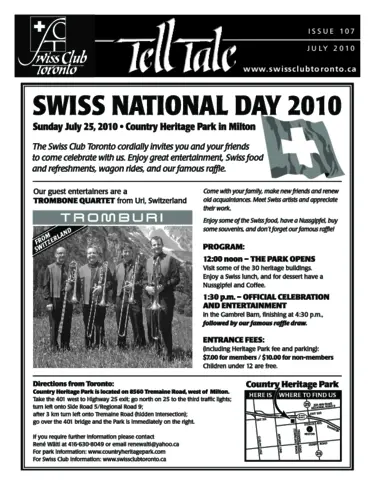 Swiss Club
Toronto
Tell Tale
ISSUE 107
JULY 2010
www.swissclubtoronto.ca
SWISS NATIONAL DAY 2010
Sunday July 25, 2010 • Country Heritage Park in Milton
The Swiss Club Toronto cordially invites you and your friends
to come celebrate with us. Enjoy great entertainment, Swiss food
and refreshments, wagon rides, and our famous raffle.
Our guest entertainers are a
TROMBONE QUARTET from Uri, Switzerland
TROMBURI
FROM
SWITZERLAND
Come with your family, make new friends and renew
old acquaintances. Meet Swiss artists and appreciate
their work.
Enjoy some of the Swiss food, have a Nussgipfel, buy
some souvenirs, and don't forget our famous raffle!
PROGRAM:
12:00 noon – THE PARK OPENS
Visit some of the 30 heritage buildings.
Enjoy a Swiss lunch, and for dessert have a
Nussgipfel and Coffee.
1:30 p.m. – OFFICIAL CELEBRATION
AND ENTERTAINMENT
in the Gambrel Barn, finishing at 4:30 p.m.,
followed by our famous raffle draw.
ENTRANCE FEES:
(including Heritage Park fee and parking):
$7.00 for members / $10.00 for non-members
Children under 12 are free.
Directions from Toronto:
Country Heritage Park is located on 8560 Tremaine Road, west of Milton.
Take the 401 west to Highway 25 exit; go north on 25 to the third traffic lights;
turn left onto Side Road 5/Regional Road 9;
after 3 km turn left onto Tremaine Road (hidden intersection);
go over the 401 bridge and the Park is immediately on the right.
If you require further information please contact
René Wälti at 416-630-8049 or email renewalti@yahoo.ca
For park information: www.countryheritagepark.com
For Swiss Club information: www.swissclubtoronto.ca
Country Heritage Park
HERE IS WHERE TO FIND US